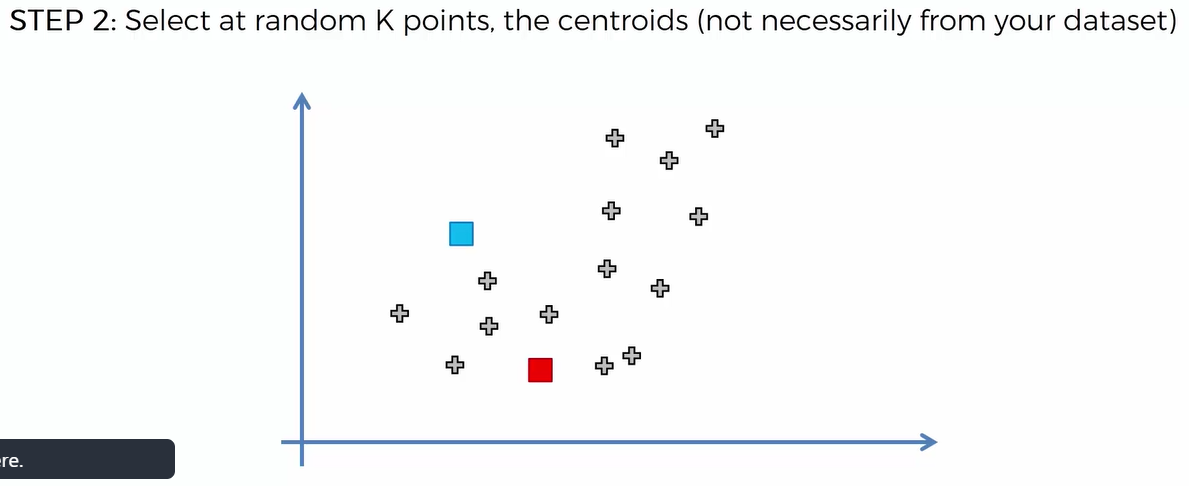 STEP 2: Select at random K points, the centroids (not necessarily from your dataset)
re.